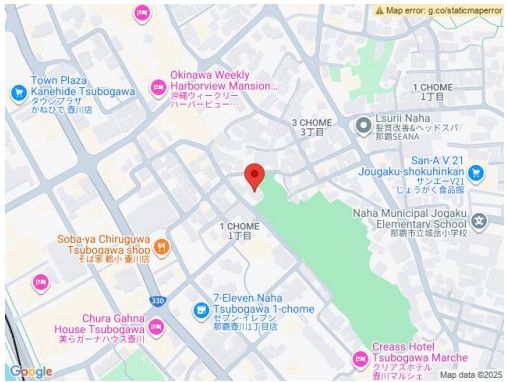 Map error: g.co/staticmaperror
Town Plaza
Kanehide Tsubogawa
タウンプラザ
かねひで 壺川店
Okinawa Weekly
Harborview Mansion...
沖縄ウィークリー
ハーバービュー…
1 CHOME
1丁目
3 CHOME
3丁目
Lsurii Naha
髪質改善&ヘッドスパ
那覇SEANA
San-A V 21
Jougaku-shokuhinkan
サンエーV21
じょうがく食品館
Naha Municipal Jogaku
Elementary School
那覇市立城岳小学校
1 CHOME
1丁目
Soba-ya Chiruguwa
Tsubogawa shop
そば家 鶴小 壷川店
330
7-Eleven Naha
Tsubogawa 1-chome
セブン-イレブン
那覇壺川1丁目店
Chura Gahna
House Tsubogawa
美らガーナハウス壺川
Creass Hotel
Tsubogawa Marche
クリアスホテル
壺川マルシェ
Google
Map data ©2025